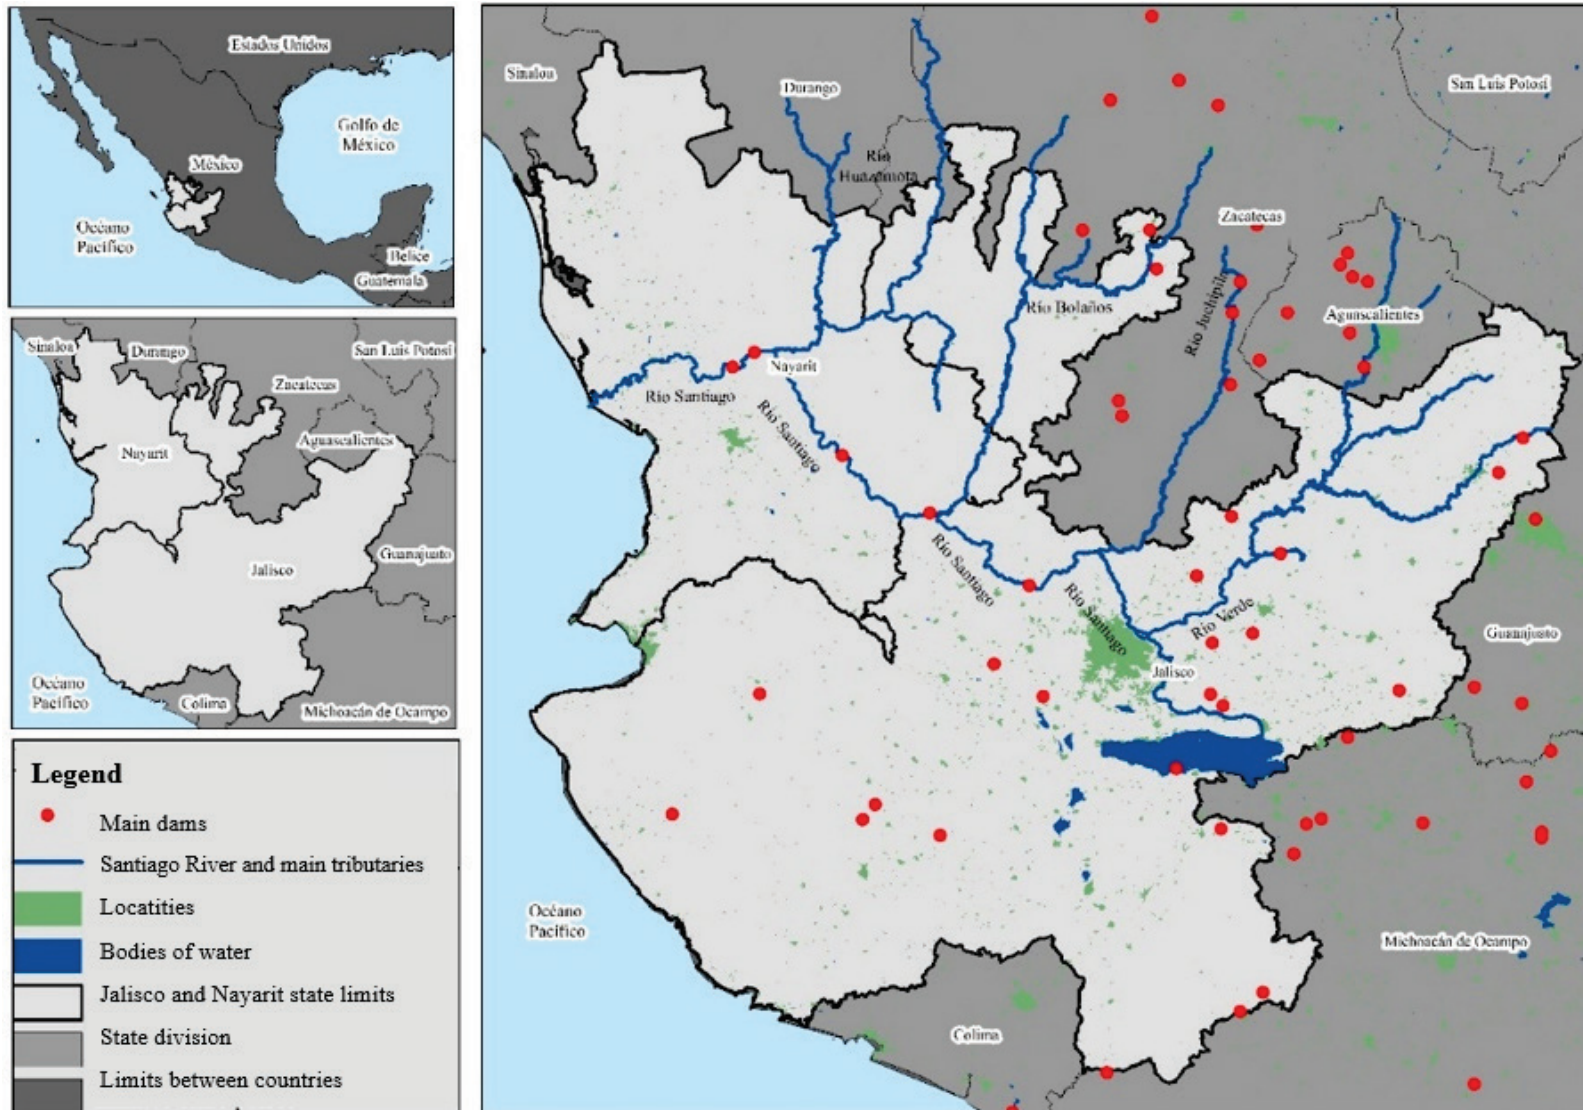 Estados Unidos
Golfo de
México
México
Océano
Pacífico
Belice
Guatemala
Sinaloa
Durango
San Luis Potosí
Zacatecas
Aguascalientes
Nayarit
Guanajuato
Jalisco
Océano
Pacífico
Colima
Michoacán de Ocampo
Legend
Main dams
Santiago River and main tributaries
Locatities
Bodies of water
Jalisco and Nayarit state limits
State division
Limits between countries
Sinaloa
Durango
San Luis Potosí
Río
Huazamota
Zacatecas
Río Bolaños
Río Juchipila
Aguascalientes
Nayarit
Río Santiago
Río Santiago
Río Santiago
Río Santiago
Río Verde
Guanajuato
Jalisco
Océano
Pacífico
Michoacán de Ocampo
Colima